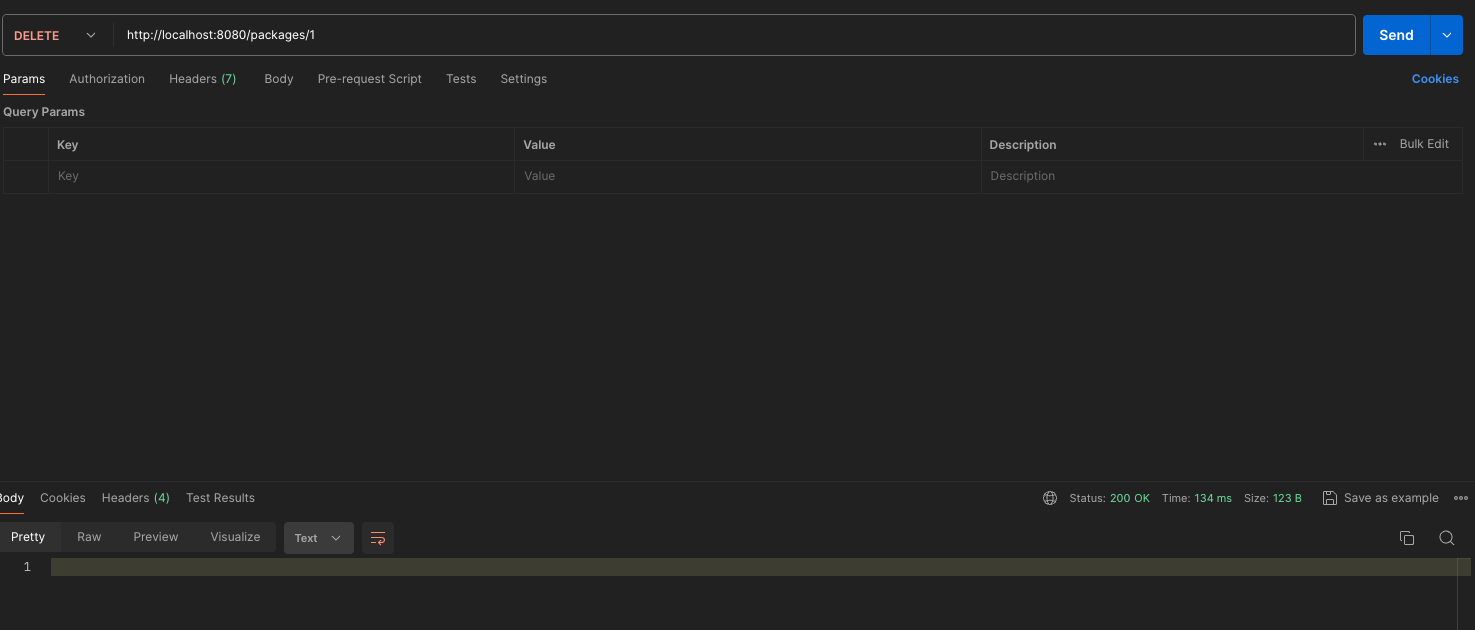 DELETE http://localhost:8080/packages/1 Send
Params Authorization Headers (7) Body Pre-request Script Tests Settings Cookies
Query Params
Key Value Description ••• Bulk Edit
Key Value Description
Body Cookies Headers (4) Test Results Status: 200 OK Time: 134 ms Size: 123 B Save as example •••
Pretty Raw Preview Visualize Text
1